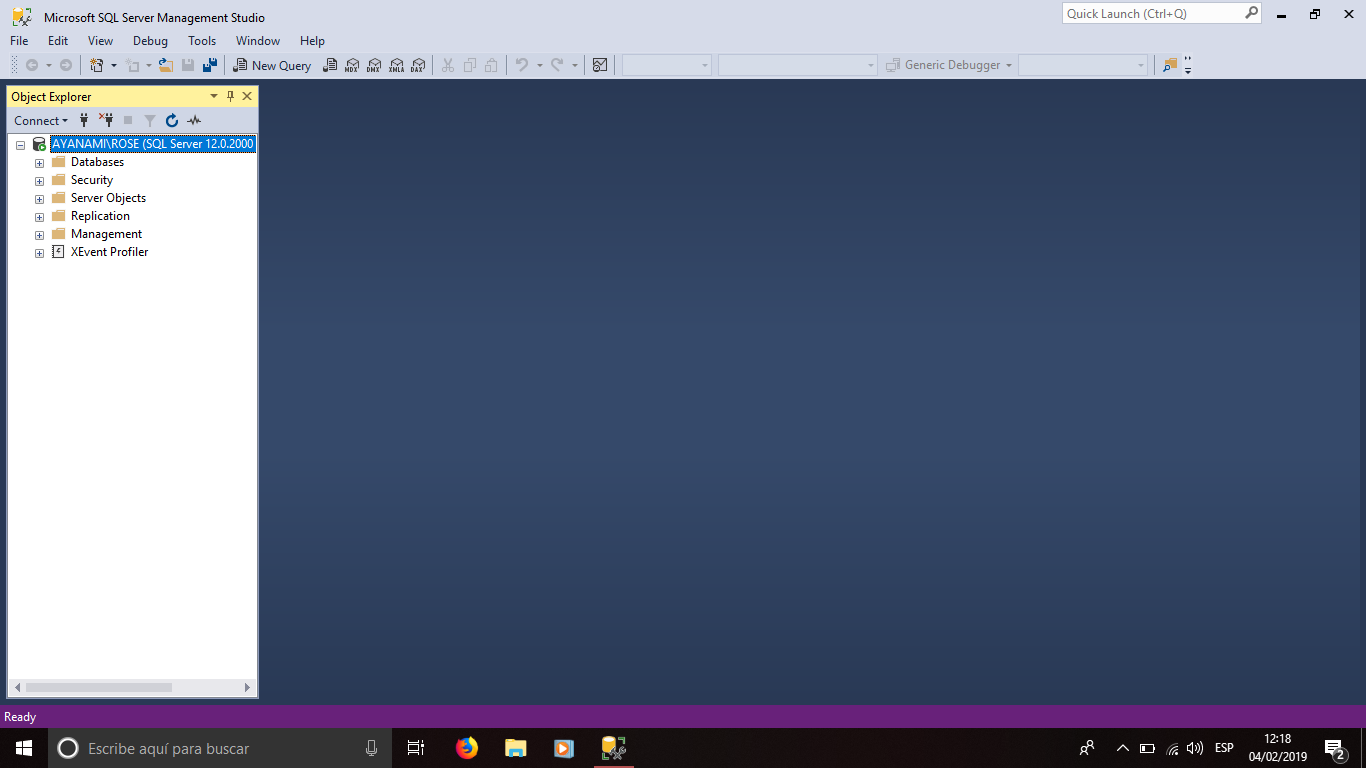 Microsoft SQL Server Management Studio
Quick Launch (Ctrl+Q)
File Edit View Debug Tools Window Help
New Query MDX DMX XMLA DAX Generic Debugger
Object Explorer
Connect
AYANAMI\ROSE (SQL Server 12.0.2000
Databases
Security
Server Objects
Replication
Management
XEvent Profiler
Ready
Escribe aquí para buscar
ESP
12:18
04/02/2019
2